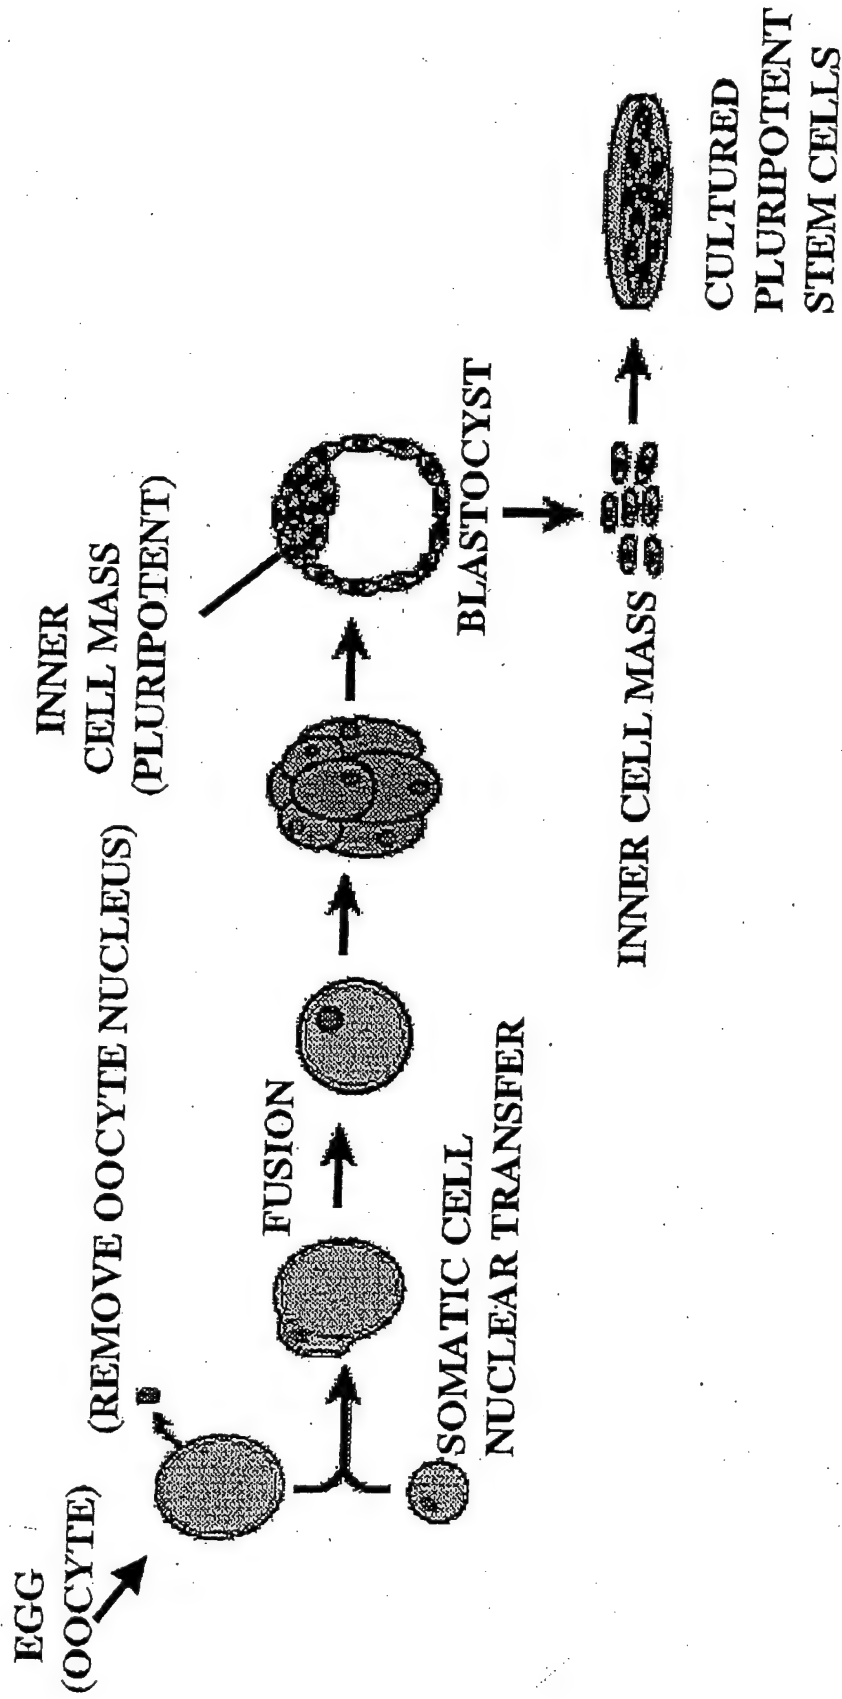 EGG
(OOCYTE)
(REMOVE OOCYTE NUCLEUS)
FUSION
SOMATIC CELL
NUCLEAR TRANSFER
INNER
CELL MASS
(PLURIPOTENT)
BLASTOCYST
INNER CELL MASS
CULTURED
PLURIPOTENT
STEM CELLS